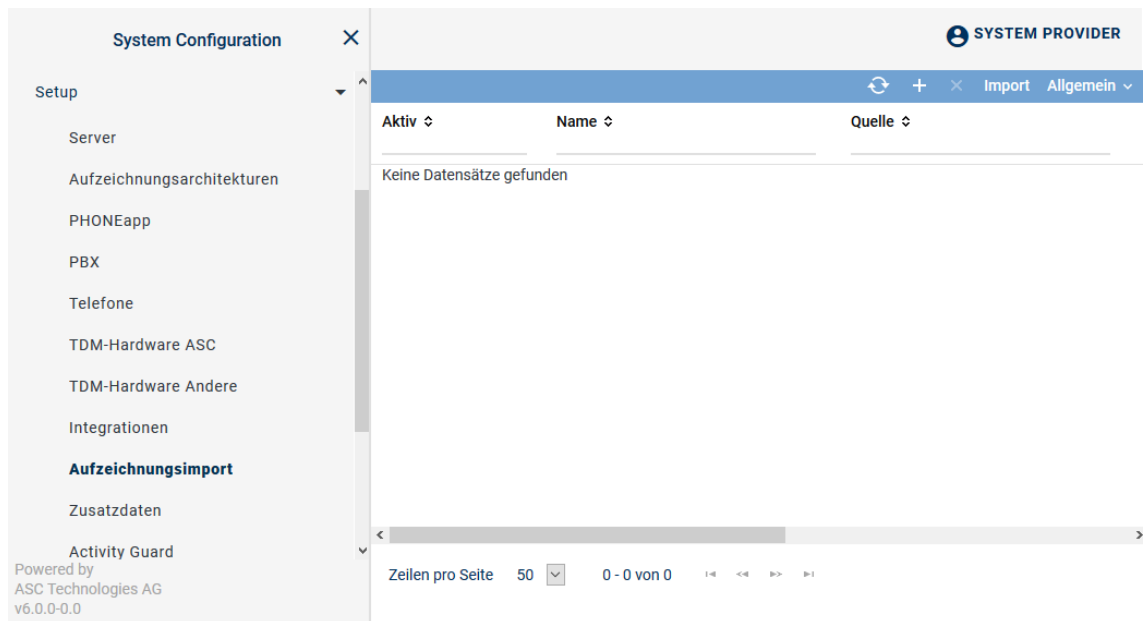 System Configuration
SYSTEM PROVIDER
Setup
Import Allgemein
Server
Aufzeichnungsarchitekturen
PHONEapp
PBX
Telefone
TDM-Hardware ASC
TDM-Hardware Andere
Integrationen
Aufzeichnungsimport
Zusatzdaten
Activity Guard
Powered by
ASC Technologies AG
v6.0.0-0.0
Aktiv Name Quelle
Keine Datensätze gefunden
Zeilen pro Seite 50 0 - 0 von 0